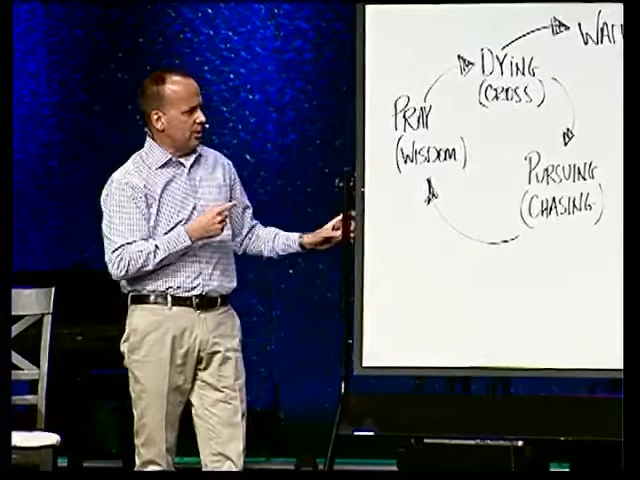 DYING
(CROSS)
PRAY
(WISDOM)
PURSUING
(CHASING)